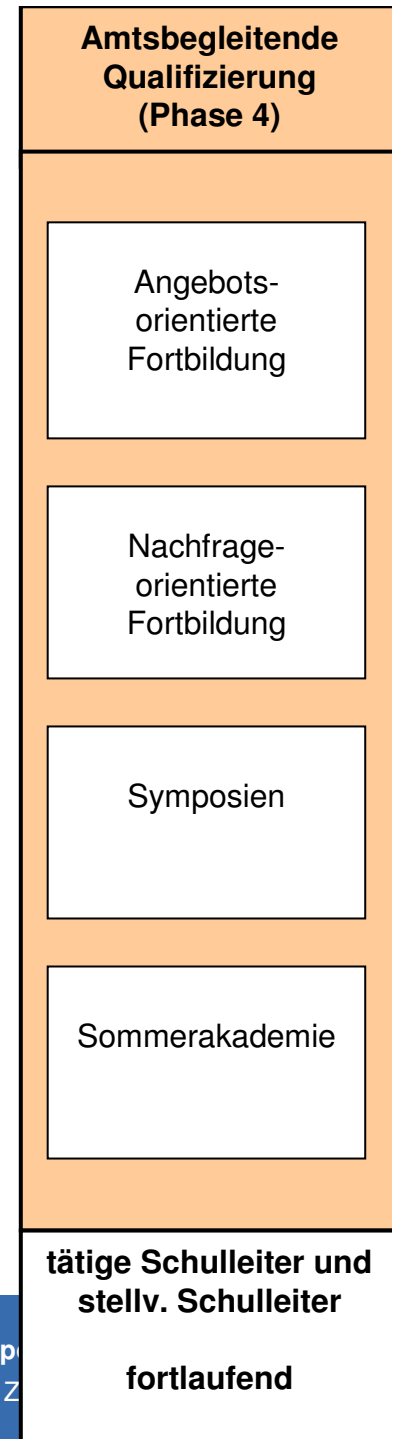 Amtsbegleitende
Qualifizierung
(Phase 4)
Angebots-
orientierte
Fortbildung
Nachfrage-
orientierte
Fortbildung
Symposien
Sommerakademie
tätige Schulleiter und
stellv. Schulleiter
fortlaufend